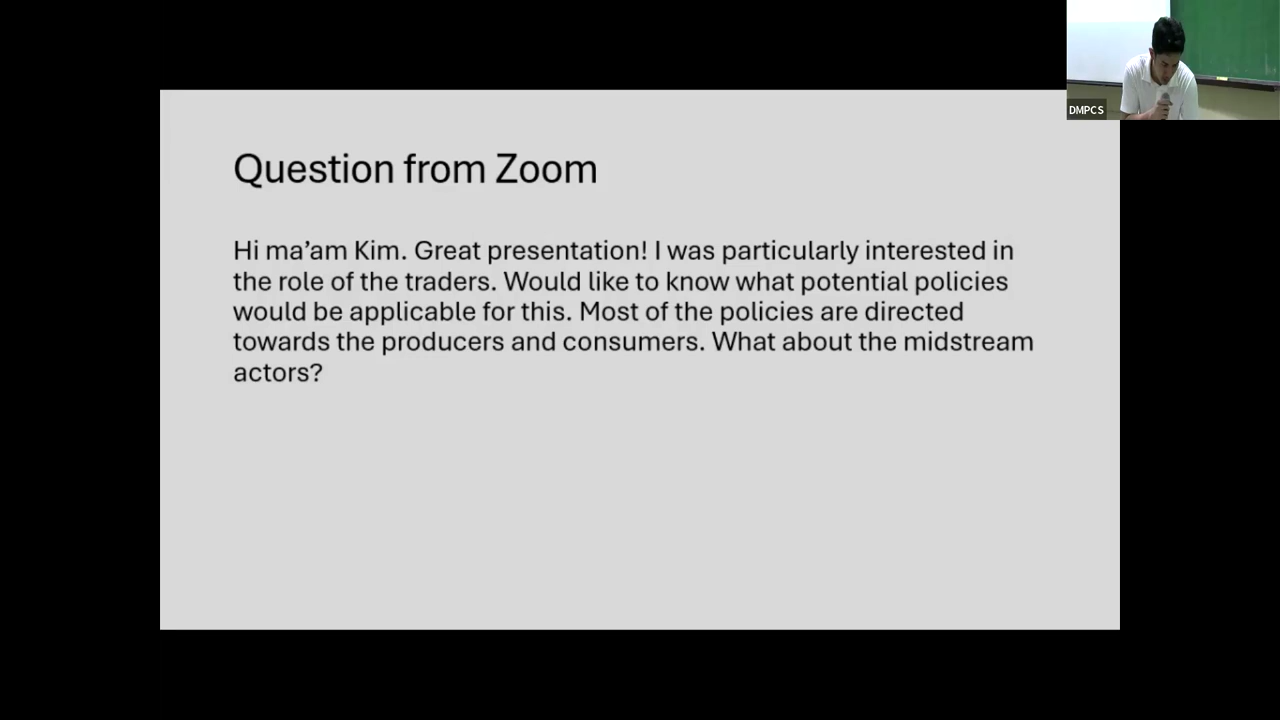 DMPCS
Question from Zoom
Hi ma’am Kim. Great presentation! I was particularly interested in
the role of the traders. Would like to know what potential policies
would be applicable for this. Most of the policies are directed
towards the producers and consumers. What about the midstream
actors?